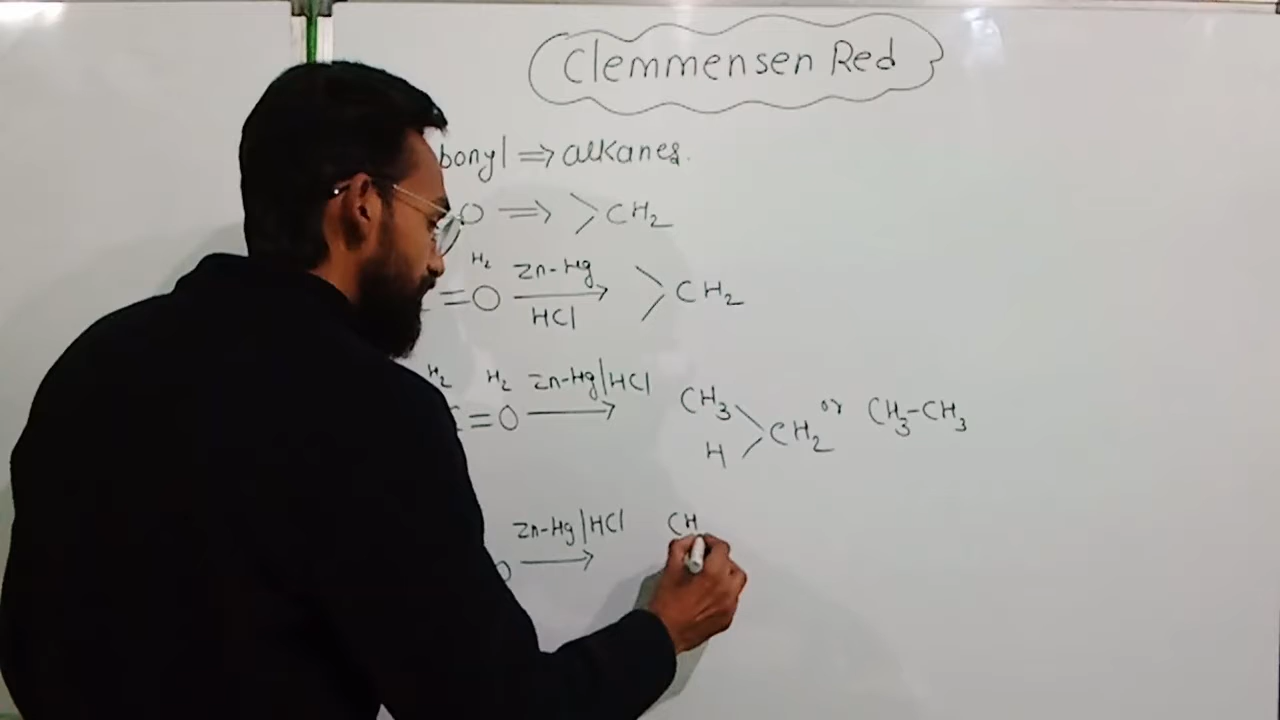 Clemmensen Red
bonyl ⇒ alkanes.
O ⇒ >CH2
H2 Zn-Hg
=O → >CH2
HCl
H2 H2 Zn-Hg|HCl
C=O → CH3 H >CH2 or CH3-CH3
Zn-Hg|HCl CH
O →